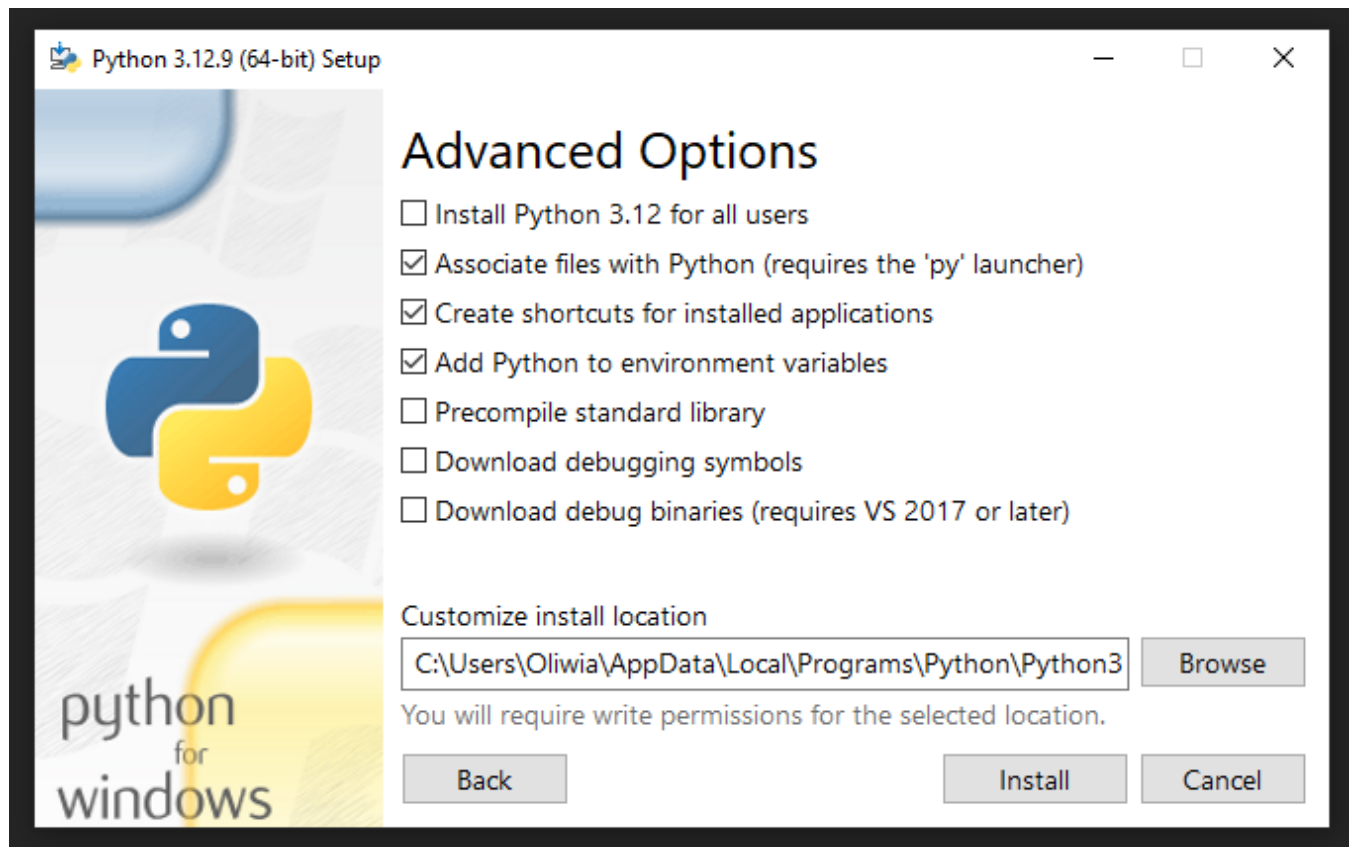 Python 3.12.9 (64-bit) Setup
Advanced Options
Install Python 3.12 for all users
Associate files with Python (requires the 'py' launcher)
Create shortcuts for installed applications
Add Python to environment variables
Precompile standard library
Download debugging symbols
Download debug binaries (requires VS 2017 or later)
Customize install location
C:\Users\Oliwia\AppData\Local\Programs\Python\Python3
Browse
You will require write permissions for the selected location.
python
for
windows
Back
Install
Cancel